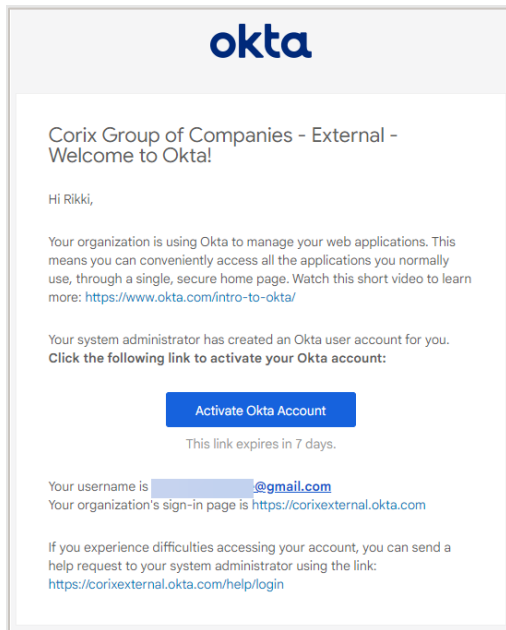 okta
Corix Group of Companies - External -
Welcome to Okta!
Hi Rikki,
Your organization is using Okta to manage your web applications. This
means you can conveniently access all the applications you normally
use, through a single, secure home page. Watch this short video to learn
more: https://www.okta.com/intro-to-okta/
Your system administrator has created an Okta user account for you.
Click the following link to activate your Okta account:
Activate Okta Account
This link expires in 7 days.
Your username is @gmail.com
Your organization's sign-in page is https://corixexternal.okta.com
If you experience difficulties accessing your account, you can send a
help request to your system administrator using the link:
https://corixexternal.okta.com/help/login